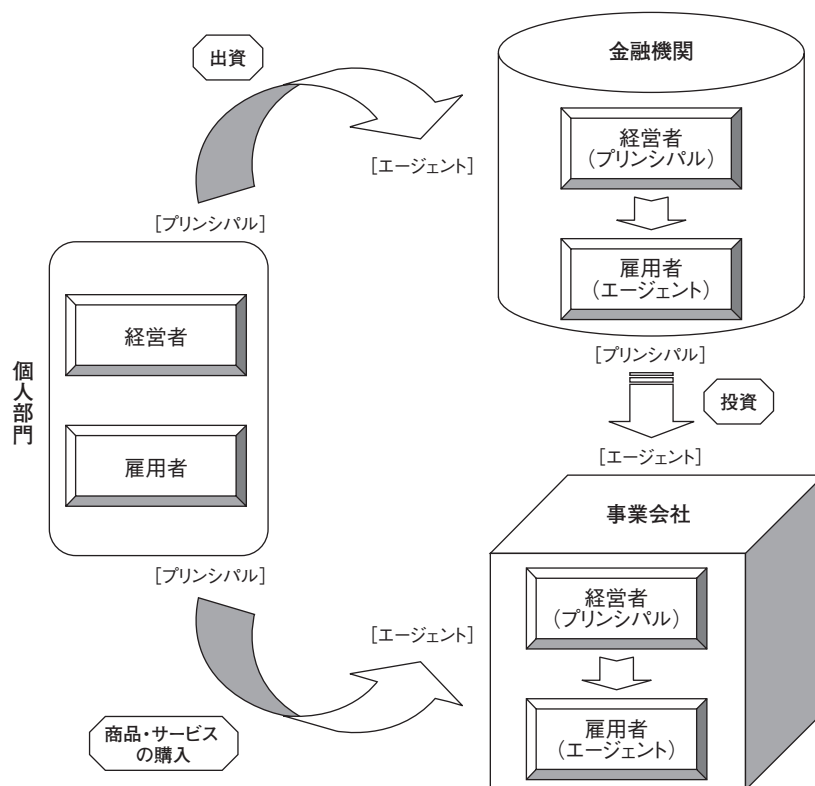 出資
金融機関
経営者
(プリンシパル)
[エージェント]
[プリンシパル]
雇用者
(エージェント)
経営者
[プリンシパル]
個人部門
投資
雇用者
[エージェント]
事業会社
[プリンシパル]
経営者
(プリンシパル)
[エージェント]
商品・サービス
の購入
雇用者
(エージェント)